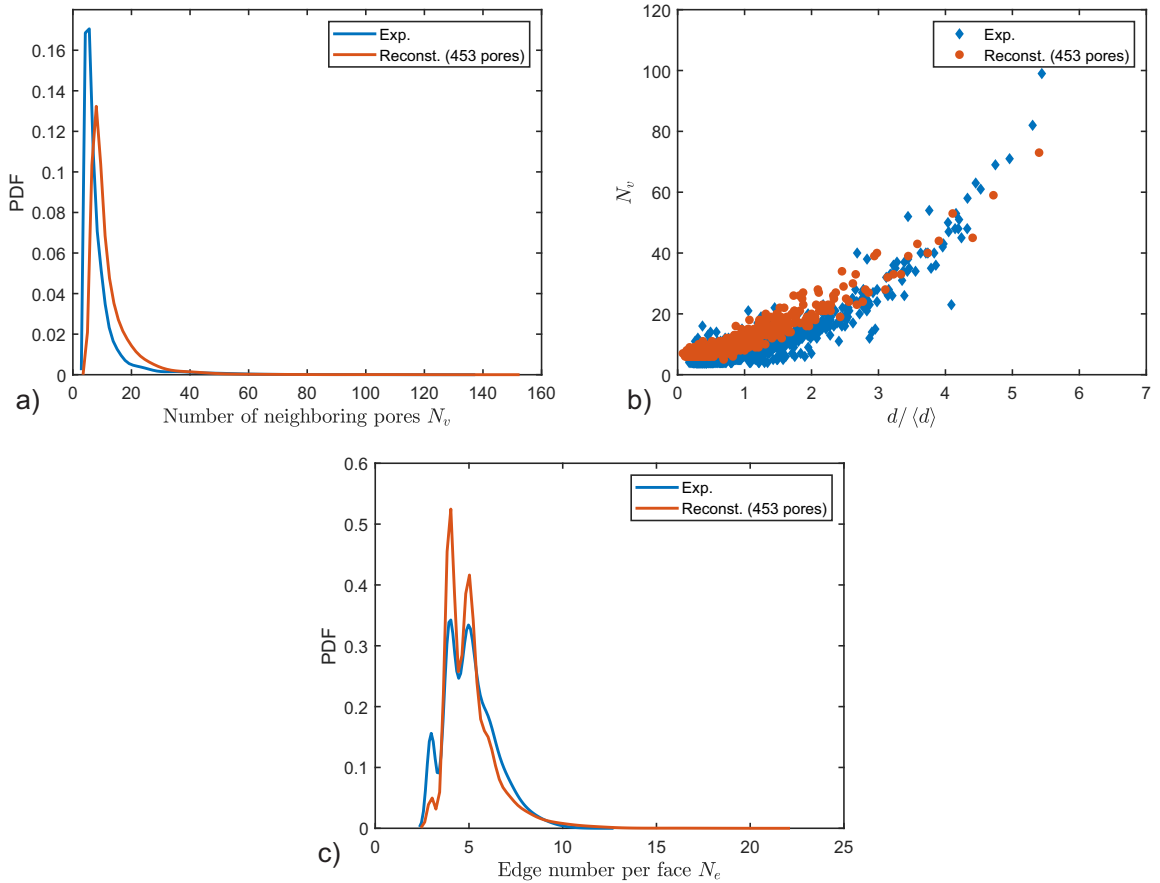 0.16
0.14
0.12
0.1
0.08
0.06
0.04
0.02
0
PDF
Exp.
Reconst. (453 pores)
0 20 40 60 80 100 120 140 160
Number of neighboring pores N_v
a)
120
100
80
60
40
20
0
N_v
Exp.
Reconst. (453 pores)
0 1 2 3 4 5 6 7
d/⟨d⟩
b)
0.6
0.5
0.4
0.3
0.2
0.1
0
PDF
Exp.
Reconst. (453 pores)
0 5 10 15 20 25
Edge number per face N_e
c)